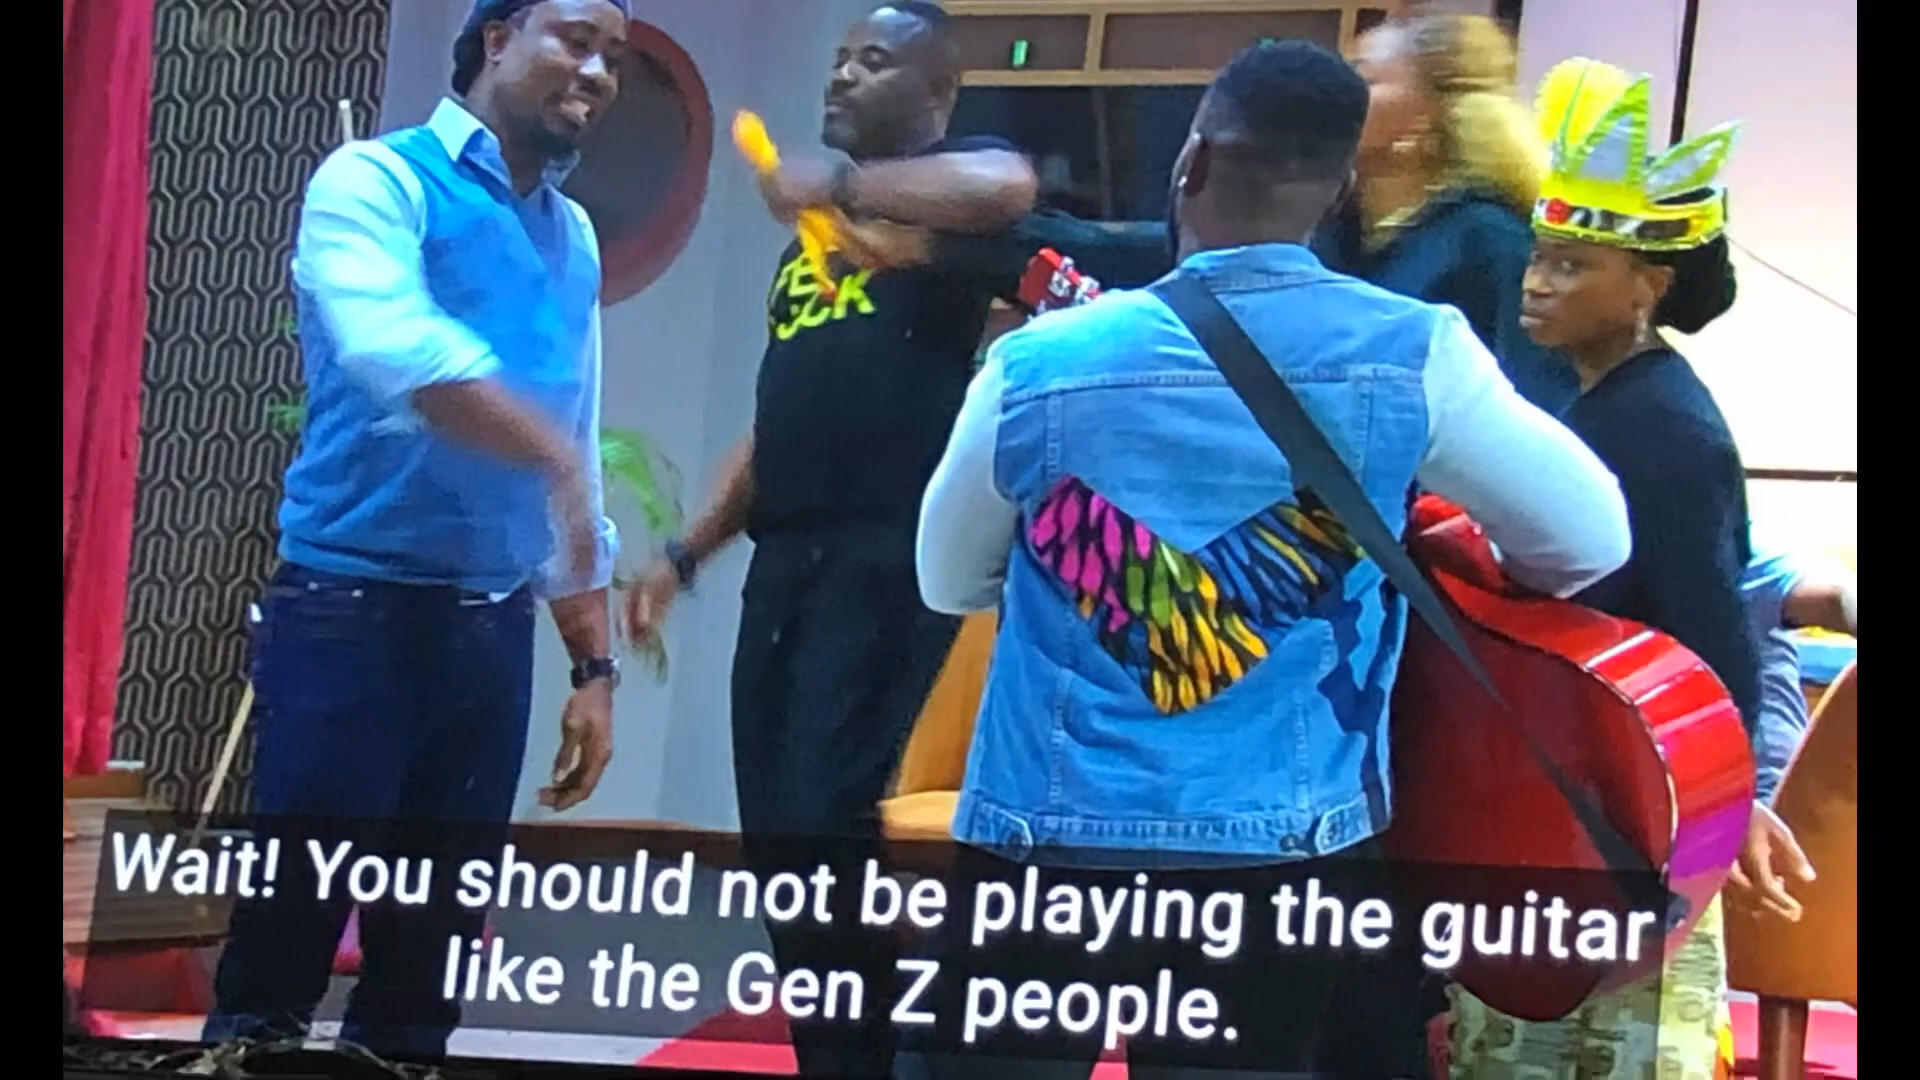 Wait! You should not be playing the guitar
like the Gen Z people.